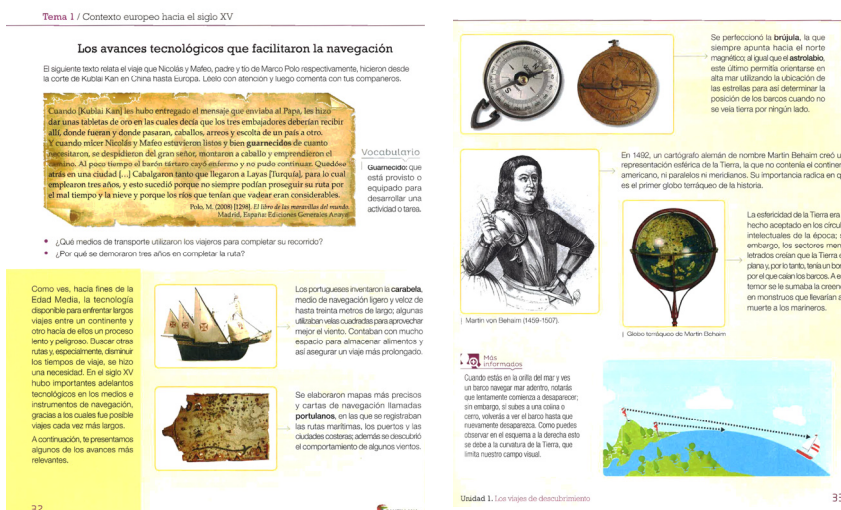 Tema 1 / Contexto europeo hacia el siglo XV
Los avances tecnológicos que facilitaron la navegación
El siguiente texto relata el viaje que Nicolás y Mafeo, padre y tío de Marco Polo respectivamente, hicieron desde
la corte de Kublai Kan en China hasta Europa. Léelo con atención y luego comenta con tus compañeros.
Cuando [Kublai Kan] les hubo entregado el mensaje que enviaba al Papa, les hizo
dar unas tabletas de oro en las cuales decía que los tres embajadores deberían recibir
allí, donde fueran y donde pasaran, caballos, arreos y escolta de un país a otro.
Y cuando mícer Nicolás y Mafeo estuvieron listos y bien guarnecidos de cuanto
necesitaron, se despidieron del gran señor, montaron a caballo y emprendieron el
camino. Al poco tiempo el barón tártaro cayó enfermo y no pudo continuar. Quedóse
atrás en una ciudad [...] Cabalgaron tanto que llegaron a Layas [Turquía], para lo cual
emplearon tres años, y esto sucedió porque no siempre podían proseguir su ruta por
el mal tiempo y la nieve y porque los ríos que tenían que vadear eran considerables.
Polo, M. (2008) [1298]. El libro de las maravillas del mundo.
Madrid, España: Ediciones Generales Anaya
Vocabulario
Guarnecido: que
está provisto o
equipado para
desarrollar una
actividad o tarea.
• ¿Qué medios de transporte utilizaron los viajeros para completar su recorrido?
• ¿Por qué se demoraron tres años en completar la ruta?
Como ves, hacia fines de la
Edad Media, la tecnología
disponible para enfrentar largos
viajes entre un continente y
otro hacía de ellos un proceso
lento y peligroso. Buscar otras
rutas y, especialmente, disminuir
los tiempos de viaje, se hizo
una necesidad. En el siglo XV
hubo importantes adelantos
tecnológicos en los medios e
instrumentos de navegación,
gracias a los cuales fue posible
viajes cada vez más largos.
A continuación, te presentamos
algunos de los avances más
relevantes.
Los portugueses inventaron la carabela,
medio de navegación ligero y veloz de
hasta treinta metros de largo; algunas
utilizaban velas cuadradas para aprovechar
mejor el viento. Contaban con mucho
espacio para almacenar alimentos y
así asegurar un viaje más prolongado.
Se elaboraron mapas más precisos
y cartas de navegación llamadas
portulanos, en las que se registraban
las rutas marítimas, los puertos y las
ciudades costeras; además se descubrió
el comportamiento de algunos vientos.
32
Se perfeccionó la brújula, la que
siempre apunta hacia el norte
magnético; al igual que el astrolabio,
este último permitía orientarse en
alta mar utilizando la ubicación de
las estrellas para así determinar la
posición de los barcos cuando no
se veía tierra por ningún lado.
En 1492, un cartógrafo alemán de nombre Martin Behaim creó u
representación esférica de la Tierra, la que no contenía el contine
americano, ni paralelos ni meridianos. Su importancia radica en q
es el primer globo terráqueo de la historia.
Martin von Behaim (1459-1507).
La esfericidad de la Tierra era
hecho aceptado en los círcul
intelectuales de la época;
embargo, los sectores men
letrados creían que la Tierra e
plana y, por lo tanto, tenía un bor
por el que caían los barcos. A e
temor se le sumaba la creen
en monstruos que llevarían a
muerte a los marineros.
Globo terráqueo de Martin Behaim
Más
informados
Cuando estás en la orilla del mar y ves
un barco navegar mar adentro, notarás
que lentamente comienza a desaparecer;
sin embargo, si subes a una colina o
cerro, volverás a ver el barco hasta que
nuevamente desaparezca. Como puedes
observar en el esquema a la derecha esto
se debe a la curvatura de la Tierra, que
limita nuestro campo visual.
Unidad 1. Los viajes de descubrimiento
33